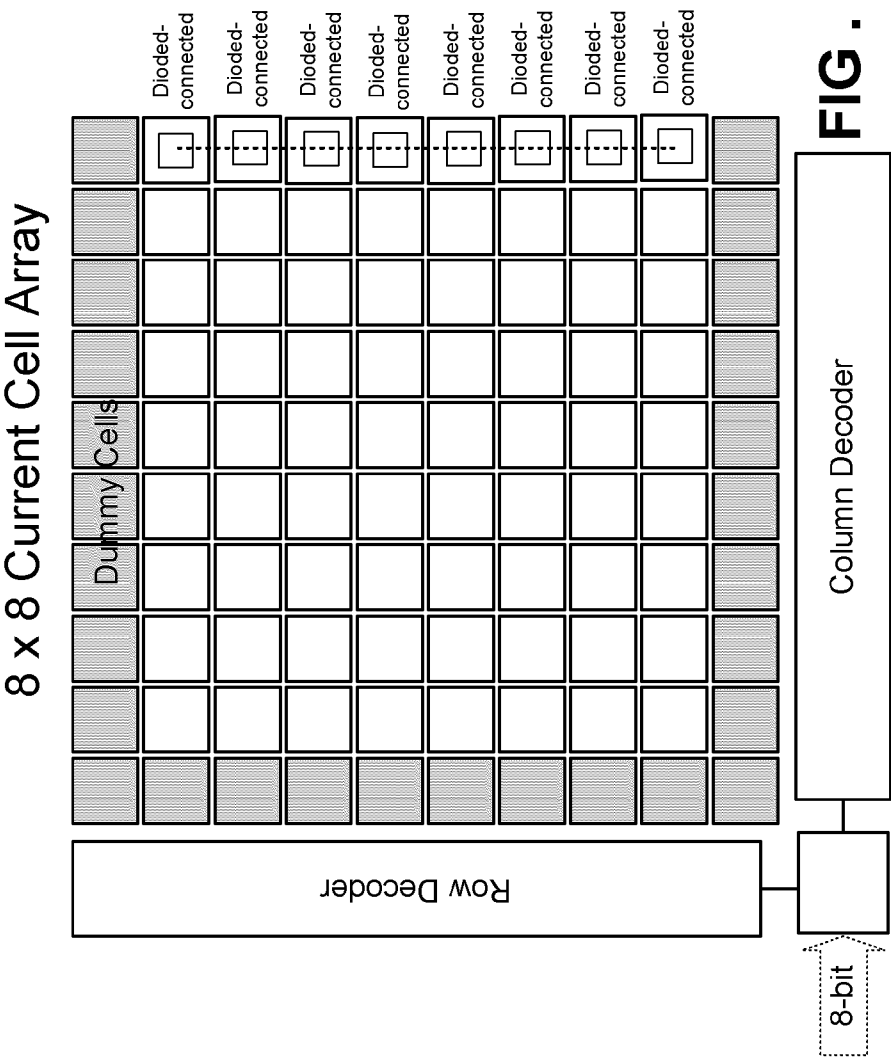 8 x 8 Current Cell Array
Dummy Cells
Dioded-
connected
Dioded-
connected
Dioded-
connected
Dioded-
connected
Dioded-
connected
Dioded-
connected
Dioded-
connected
Dioded-
connected
Row Decoder
Column Decoder
8-bit
FIG .